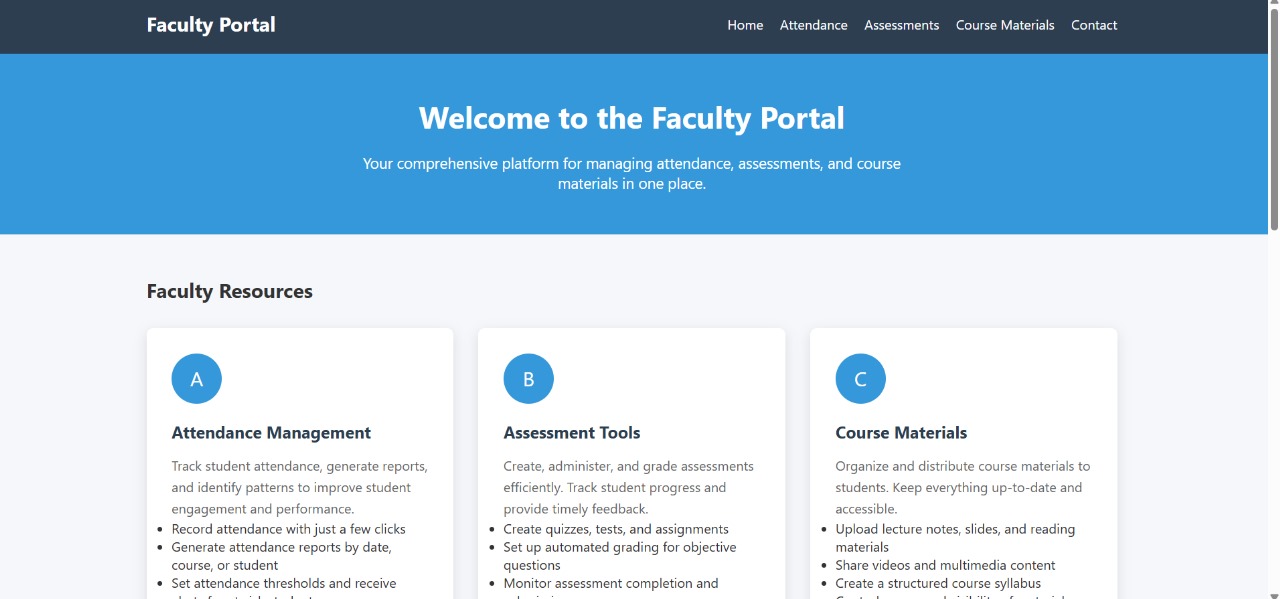 Faculty Portal
Home Attendance Assessments Course Materials Contact
Welcome to the Faculty Portal
Your comprehensive platform for managing attendance, assessments, and course
materials in one place.
Faculty Resources
A
Attendance Management
Track student attendance, generate reports,
and identify patterns to improve student
engagement and performance.
• Record attendance with just a few clicks
• Generate attendance reports by date,
course, or student
• Set attendance thresholds and receive
B
Assessment Tools
Create, administer, and grade assessments
efficiently. Track student progress and
provide timely feedback.
• Create quizzes, tests, and assignments
• Set up automated grading for objective
questions
• Monitor assessment completion and
C
Course Materials
Organize and distribute course materials to
students. Keep everything up-to-date and
accessible.
• Upload lecture notes, slides, and reading
materials
• Share videos and multimedia content
• Create a structured course syllabus